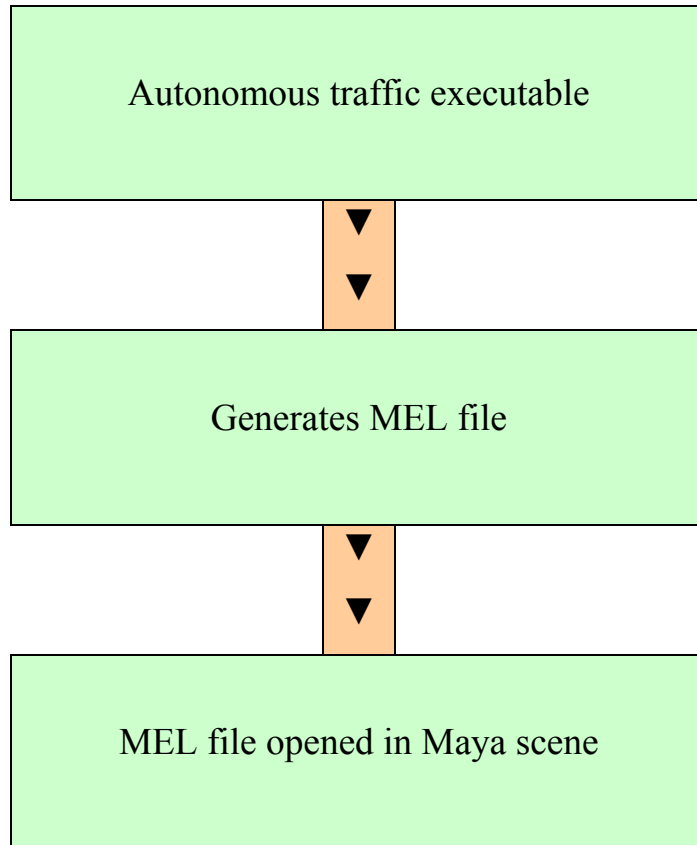 Autonomous traffic executable
▼
▼
Generates MEL file
▼
▼
MEL file opened in Maya scene